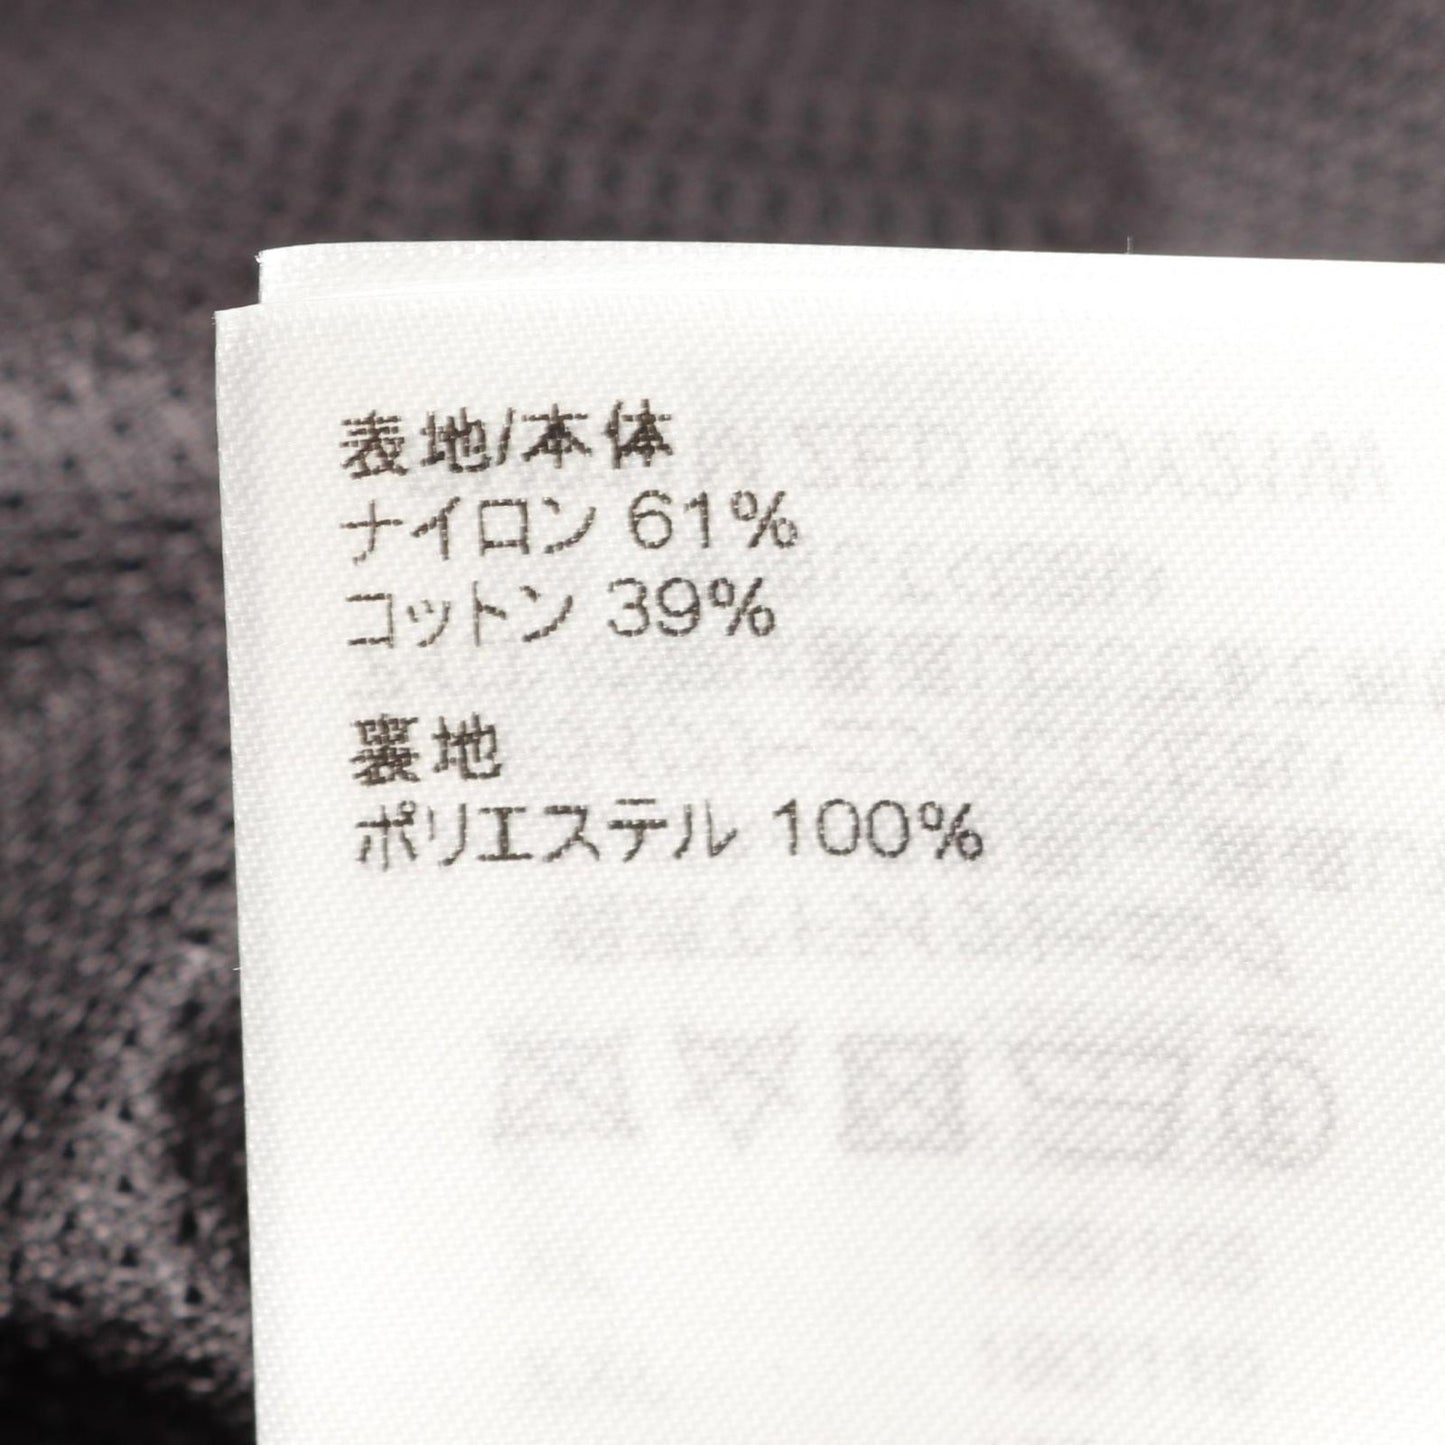 表地/本体
ナイロン 61%
コットン 39%
裏地
ポリエステル 100%